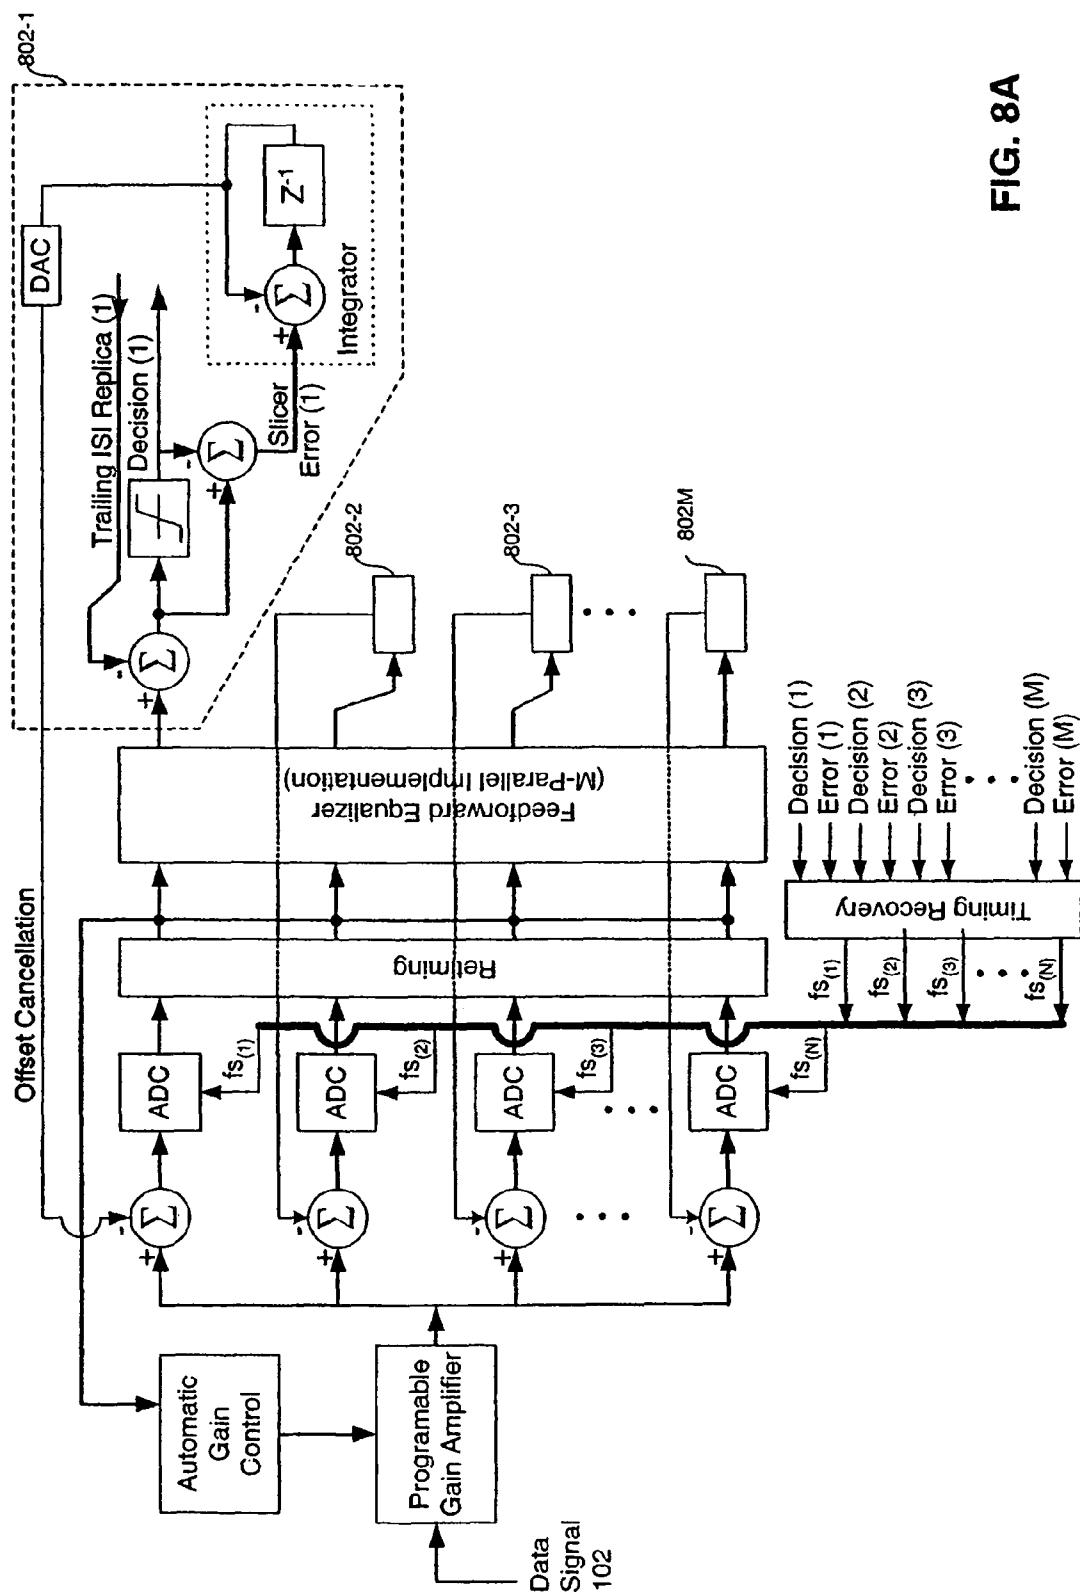 802-1
DAC
Trailing ISI Replica (1)
Decision (1)
+
-
Σ
+
-
Σ
Slicer
Error (1)
+
-
Σ
Z-1
Integrator
FIG. 8A
Offset Cancellation
Automatic
Gain
Control
Programable
Gain Amplifier
Data
Signal
102
+
-
Σ
ADC
fs(1)
+
-
Σ
ADC
fs(2)
+
-
Σ
ADC
fs(3)
+
-
Σ
ADC
fs(N)
Retiming
Feedforward Equalizer
(M-Parallel Implementation)
802-2
802-3
802M
Timing Recovery
fs(1)
fs(2)
fs(3)
fs(N)
Decision (1)
Error (1)
Decision (2)
Error (2)
Decision (3)
Error (3)
Decision (M)
Error (M)